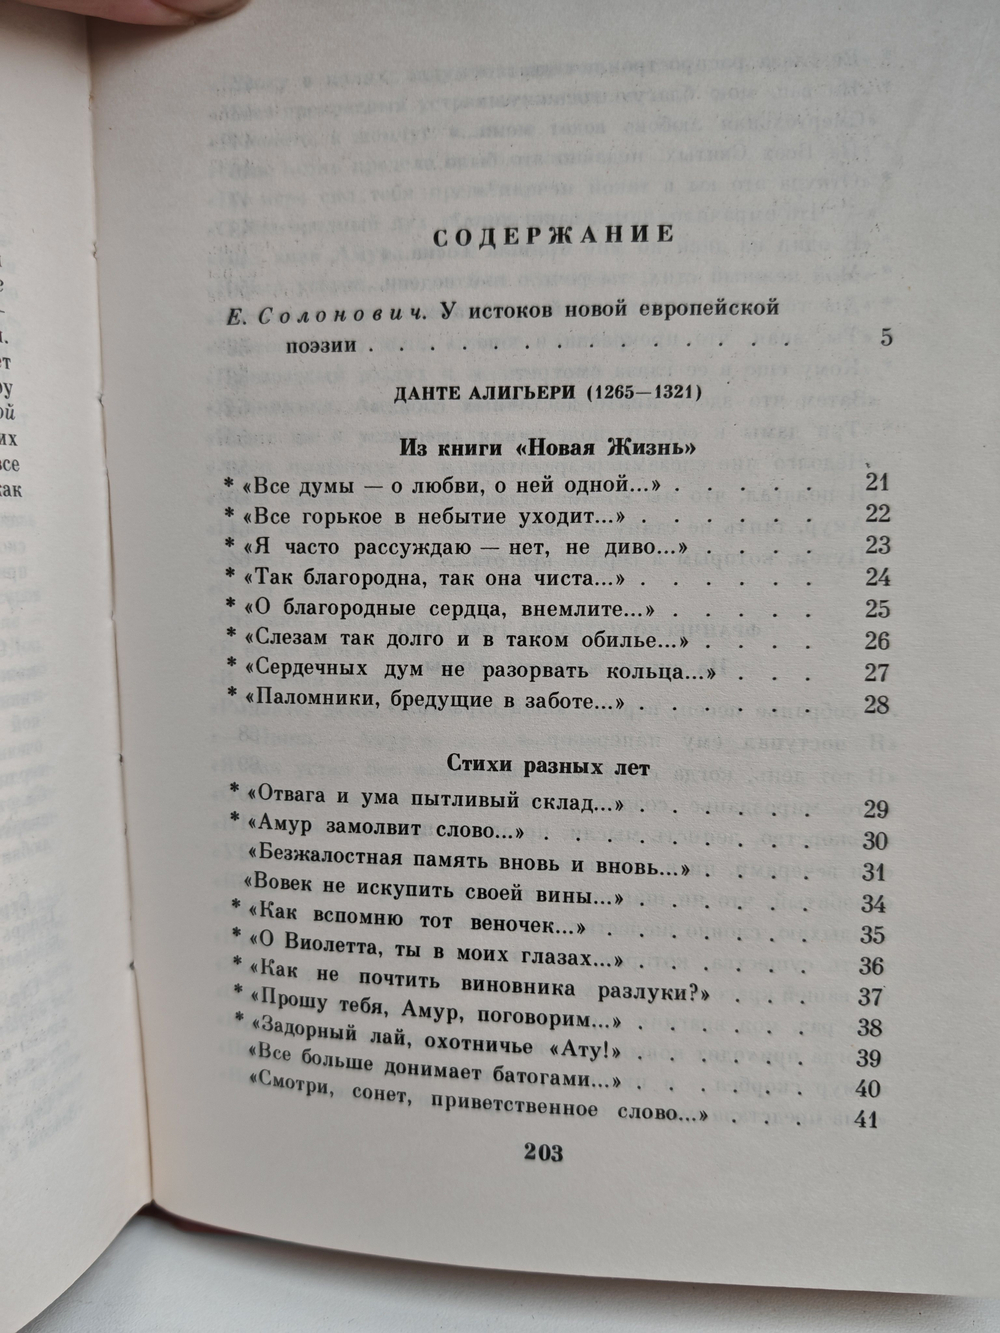 СОДЕРЖАНИЕ
Е. Солонович. У истоков новой европейской
поэзии . . . . . . . . . . . . . . . . . 5
ДАНТЕ АЛИГЬЕРИ (1265—1321)
Из книги «Новая Жизнь»
* «Все думы — о любви, о ней одной...» . . . . . 21
* «Все горькое в небытие уходит...» . . . . . . 22
* «Я часто рассуждаю — нет, не диво...» . . . . 23
* «Так благородна, так она чиста...» . . . . . . 24
* «О благородные сердца, внемлите...» . . . . . 25
* «Слезам так долго и в таком обилье...» . . . . 26
* «Сердечных дум не разорвать кольца...» . . . 27
* «Паломники, бредущие в заботе...» . . . . . . 28
Стихи разных лет
* «Отвага и ума пытливый склад...» . . . . . . 29
* «Амур замолвит слово...» . . . . . . . . . 30
«Безжалостная память вновь и вновь...» . . . . 31
«Вовек не искупить своей вины...» . . . . . . 34
* «Как вспомню тот веночек...» . . . . . . . 35
* «О Виолетта, ты в моих глазах...» . . . . . . 36
* «Как не почтить виновника разлуки?» . . . 37
* «Прошу тебя, Амур, поговорим...» . . . . . . 38
* «Задорный лай, охотничье «Ату!» . . . . . . 39
«Все больше донимает батогами...» . . . . . . 40
«Смотри, сонет, приветственное слово...» . . . 41
203